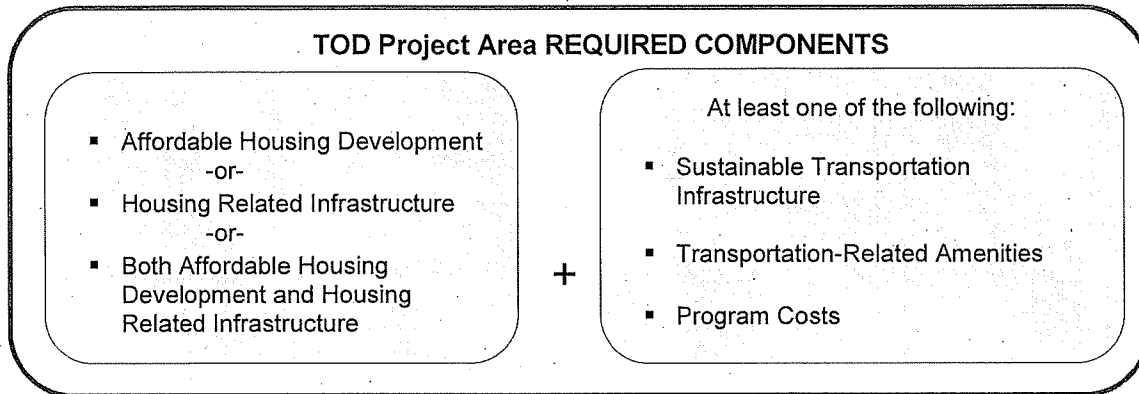 TOD Project Area REQUIRED COMPONENTS
▪ Affordable Housing Development
-or-
▪ Housing Related Infrastructure
-or-
▪ Both Affordable Housing
Development and Housing
Related Infrastructure
+
At least one of the following:
▪ Sustainable Transportation
Infrastructure
▪ Transportation-Related Amenities
▪ Program Costs